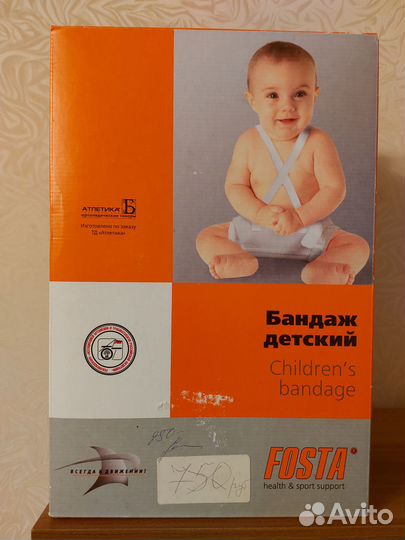 АТЛЕТИКА
ортопедические товары
Изготовлено по заказу
ТД «Атлетика»
Бандаж
детский
Children's
bandage
ВСЕГДА В ДВИЖЕНИИ!
750 руб
FOSTA®
health & sport support
Avito